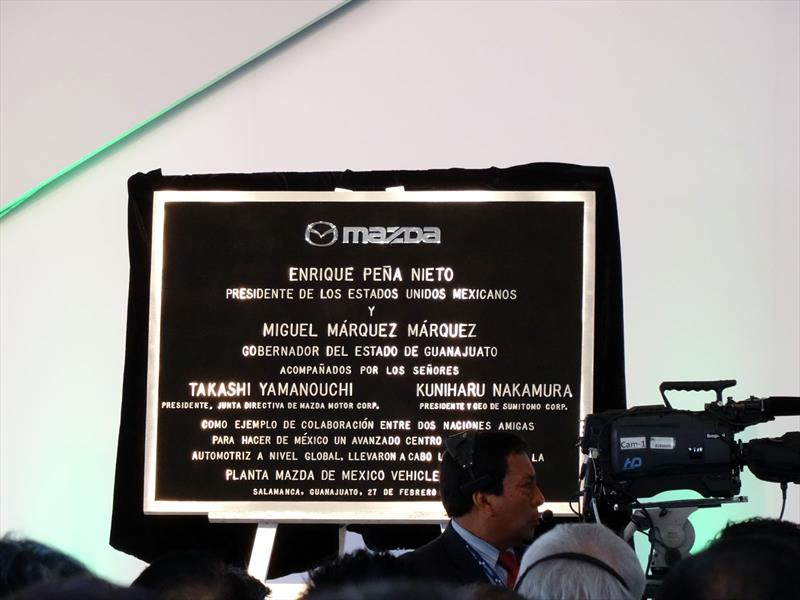 mazda
ENRIQUE PEÑA NIETO
PRESIDENTE DE LOS ESTADOS UNIDOS MEXICANOS
Y
MIGUEL MÁRQUEZ MÁRQUEZ
GOBERNADOR DEL ESTADO DE GUANAJUATO
ACOMPAÑADOS POR LOS SEÑORES
TAKASHI YAMANOUCHI KUNIHARU NAKAMURA
PRESIDENTE, JUNTA DIRECTIVA DE MAZDA MOTOR CORP. PRESIDENTE Y CEO DE SUMITOMO CORP.
COMO EJEMPLO DE COLABORACIÓN ENTRE DOS NACIONES AMIGAS
PARA HACER DE MÉXICO UN AVANZADO CENTRO
AUTOMOTRIZ A NIVEL GLOBAL, LLEVARON A CABO LA
PLANTA MAZDA DE MEXICO VEHICLE
SALAMANCA, GUANAJUATO, 27 DE FEBRERO
Cam-1
HD